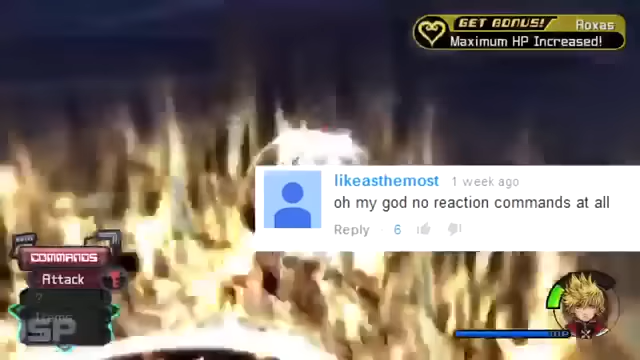 GET BONUS! Roxas
Maximum HP Increased!
likeasthemost 1 week ago
oh my god no reaction commands at all
Reply · 6
COMMANDS
Attack
?
Items
SP